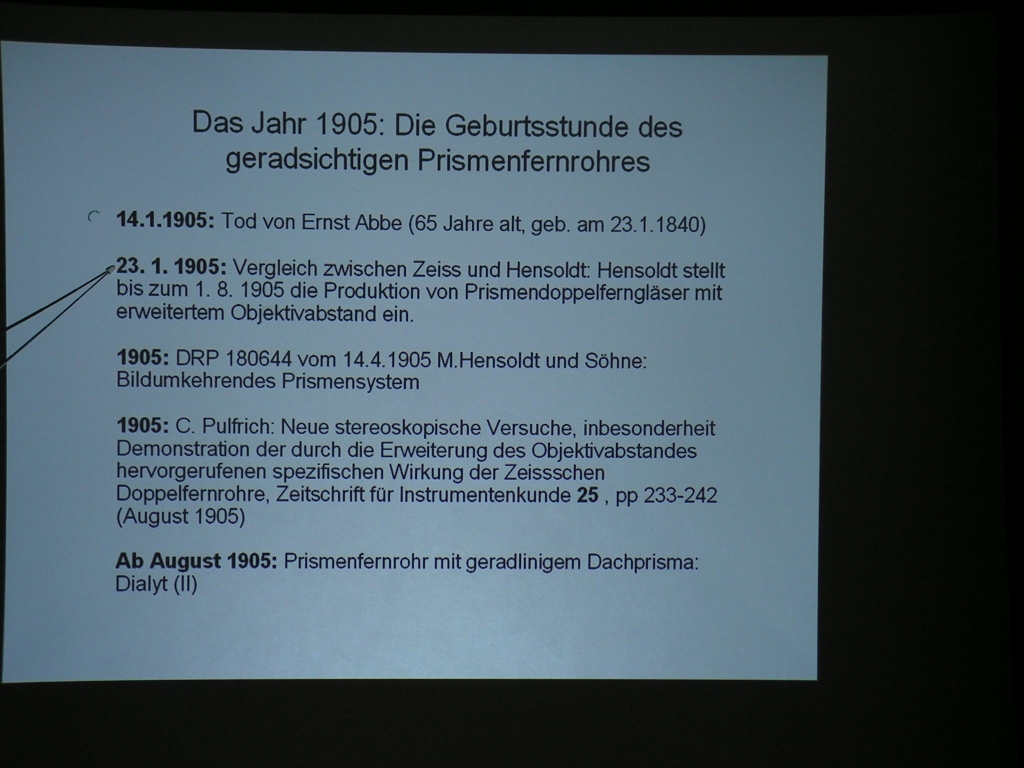 Das Jahr 1905: Die Geburtsstunde des
geradsichtigen Prismenfernrohres
14.1.1905: Tod von Ernst Abbe (65 Jahre alt, geb. am 23.1.1840)
23. 1. 1905: Vergleich zwischen Zeiss und Hensoldt: Hensoldt stellt
bis zum 1. 8. 1905 die Produktion von Prismendoppelferngläser mit
erweitertem Objektivabstand ein.
1905: DRP 180644 vom 14.4.1905 M.Hensoldt und Söhne:
Bildumkehrendes Prismensystem
1905: C. Pulfrich: Neue stereoskopische Versuche, inbesonderheit
Demonstration der durch die Erweiterung des Objektivabstandes
hervorgerufenen spezifischen Wirkung der Zeissschen
Doppelfernrohre, Zeitschrift für Instrumentenkunde 25 , pp 233-242
(August 1905)
Ab August 1905: Prismenfernrohr mit geradlinigem Dachprisma:
Dialyt (II)